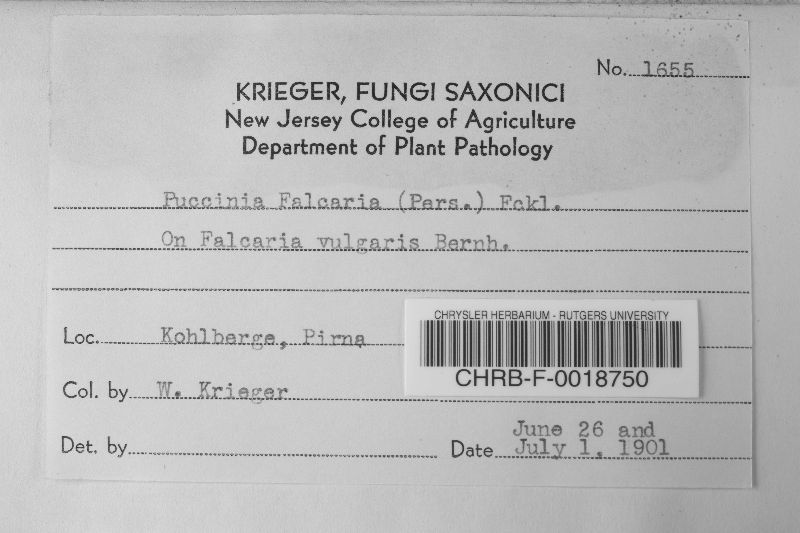 No. 1655
KRIEGER, FUNGI SAXONICI
New Jersey College of Agriculture
Department of Plant Pathology
Puccinia Falcaria (Pers.) Fckl.
On Falcaria vulgaris Bernh.
Loc. Kohlberge, Pirna
CHRYSLER HERBARIUM - RUTGERS UNIVERSITY
CHRB-F-0018750
Col. by W. Krieger
Det. by
Date June 26 and
July 1, 1901